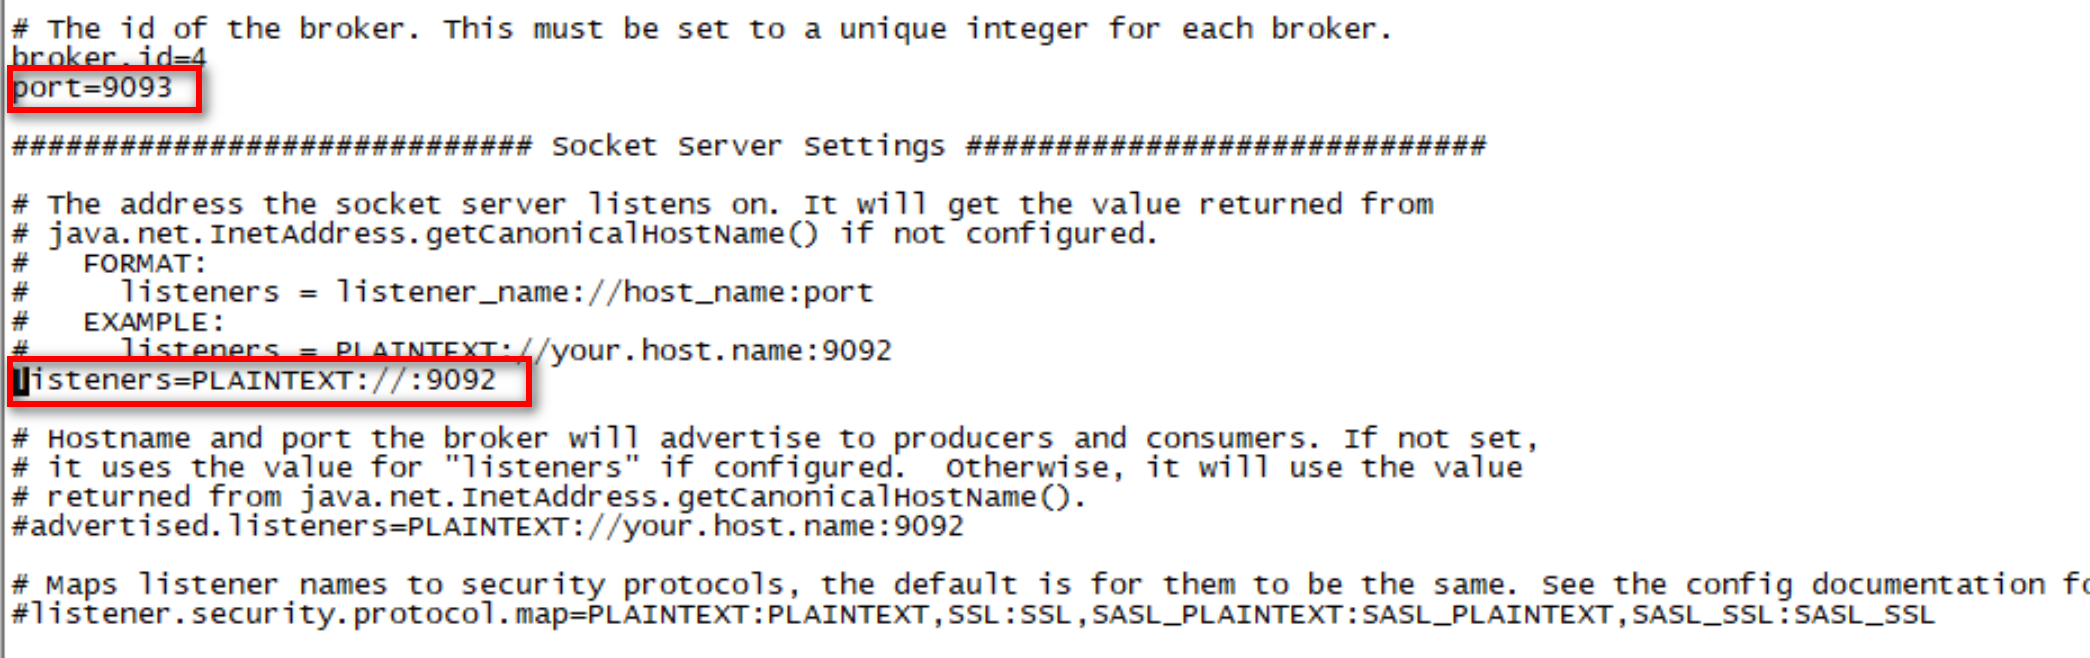 # The id of the broker. This must be set to a unique integer for each broker.
broker.id=4
port=9093
############################# Socket Server Settings #############################
# The address the socket server listens on. It will get the value returned from
# java.net.InetAddress.getCanonicalHostName() if not configured.
#   FORMAT:
#     listeners = listener_name://host_name:port
#   EXAMPLE:
#     listeners = PLAINTEXT://your.host.name:9092
listeners=PLAINTEXT://:9092
# Hostname and port the broker will advertise to producers and consumers. If not set,
# it uses the value for "listeners" if configured.  Otherwise, it will use the value
# returned from java.net.InetAddress.getCanonicalHostName().
#advertised.listeners=PLAINTEXT://your.host.name:9092
# Maps listener names to security protocols, the default is for them to be the same. See the config documentation fo
#listener.security.protocol.map=PLAINTEXT:PLAINTEXT,SSL:SSL,SASL_PLAINTEXT:SASL_PLAINTEXT,SASL_SSL:SASL_SSL